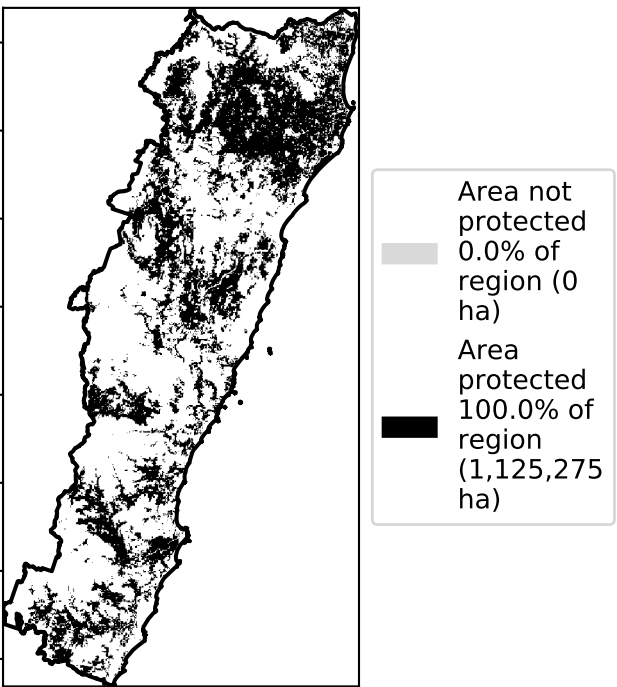 Area not
protected
0.0% of
region (0
ha)
Area
protected
100.0% of
region
(1,125,275
ha)